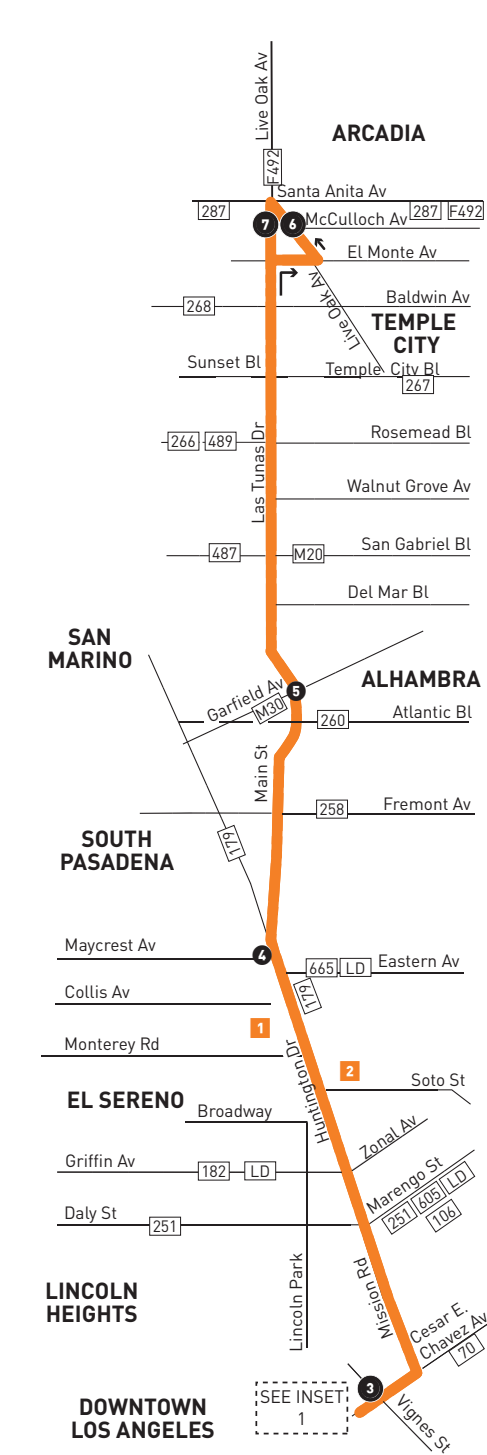 Live Oak Av
ARCADIA
F492
Santa Anita Av
287
7
6
McCulloch Av
287
F492
El Monte Av
Live Oak Av
Baldwin Av
268
TEMPLE
CITY
Sunset Bl
Temple City Bl
267
Las Tunas Dr
Rosemead Bl
266
489
Walnut Grove Av
San Gabriel Bl
487
M20
Del Mar Bl
SAN
MARINO
ALHAMBRA
5
Garfield Av
M30
Atlantic Bl
260
Main St
Fremont Av
258
SOUTH
PASADENA
179
Maycrest Av
4
Eastern Av
665
LD
179
Collis Av
1
Monterey Rd
Huntington Dr
2
Soto St
EL SERENO
Broadway
Zonal Av
Griffin Av
182
LD
Marengo St
251
605
LD
106
Daly St
251
LINCOLN
HEIGHTS
Lincoln Park
Mission Rd
Cesar E.
Chavez Av
70
3
SEE INSET
1
Vignes St
DOWNTOWN
LOS ANGELES